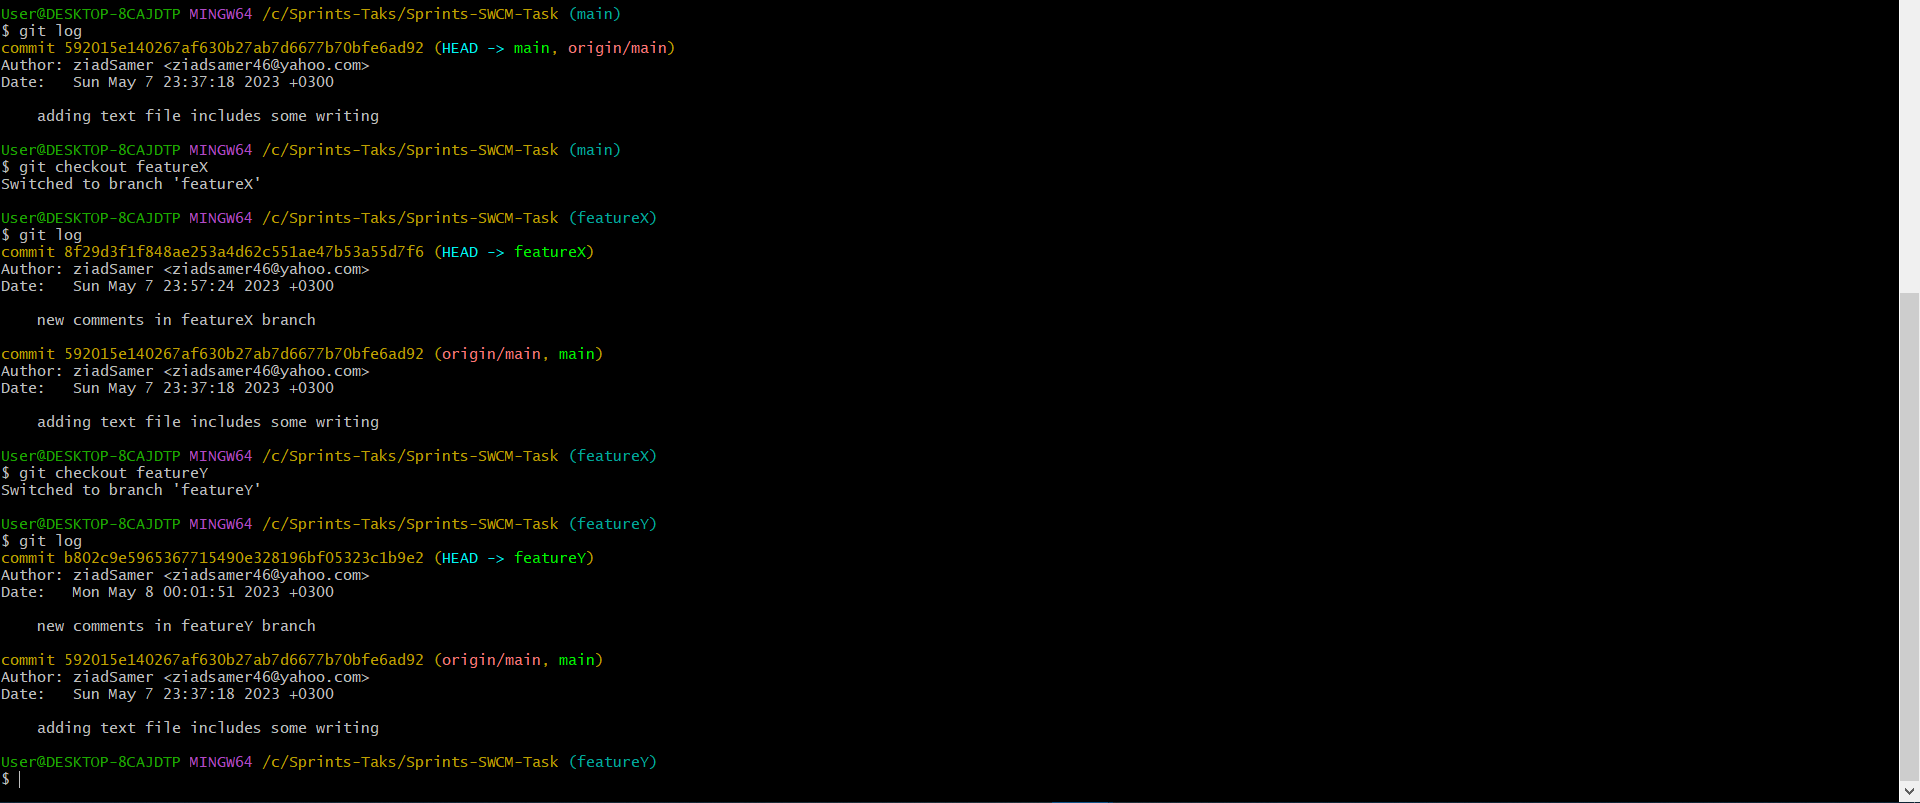 User@DESKTOP-8CAJDTP MINGW64 /c/Sprints-Taks/Sprints-SWCM-Task (main)
$ git log
commit 592015e140267af630b27ab7d6677b70bfe6ad92 (HEAD -> main, origin/main)
Author: ziadSamer <ziadsamer46@yahoo.com>
Date:   Sun May 7 23:37:18 2023 +0300

    adding text file includes some writing

User@DESKTOP-8CAJDTP MINGW64 /c/Sprints-Taks/Sprints-SWCM-Task (main)
$ git checkout featureX
Switched to branch 'featureX'

User@DESKTOP-8CAJDTP MINGW64 /c/Sprints-Taks/Sprints-SWCM-Task (featureX)
$ git log
commit 8f29d3f1f848ae253a4d62c551ae47b53a55d7f6 (HEAD -> featureX)
Author: ziadSamer <ziadsamer46@yahoo.com>
Date:   Sun May 7 23:57:24 2023 +0300

    new comments in featureX branch

commit 592015e140267af630b27ab7d6677b70bfe6ad92 (origin/main, main)
Author: ziadSamer <ziadsamer46@yahoo.com>
Date:   Sun May 7 23:37:18 2023 +0300

    adding text file includes some writing

User@DESKTOP-8CAJDTP MINGW64 /c/Sprints-Taks/Sprints-SWCM-Task (featureX)
$ git checkout featureY
Switched to branch 'featureY'

User@DESKTOP-8CAJDTP MINGW64 /c/Sprints-Taks/Sprints-SWCM-Task (featureY)
$ git log
commit b802c9e5965367715490e328196bf05323c1b9e2 (HEAD -> featureY)
Author: ziadSamer <ziadsamer46@yahoo.com>
Date:   Mon May 8 00:01:51 2023 +0300

    new comments in featureY branch

commit 592015e140267af630b27ab7d6677b70bfe6ad92 (origin/main, main)
Author: ziadSamer <ziadsamer46@yahoo.com>
Date:   Sun May 7 23:37:18 2023 +0300

    adding text file includes some writing

User@DESKTOP-8CAJDTP MINGW64 /c/Sprints-Taks/Sprints-SWCM-Task (featureY)
$